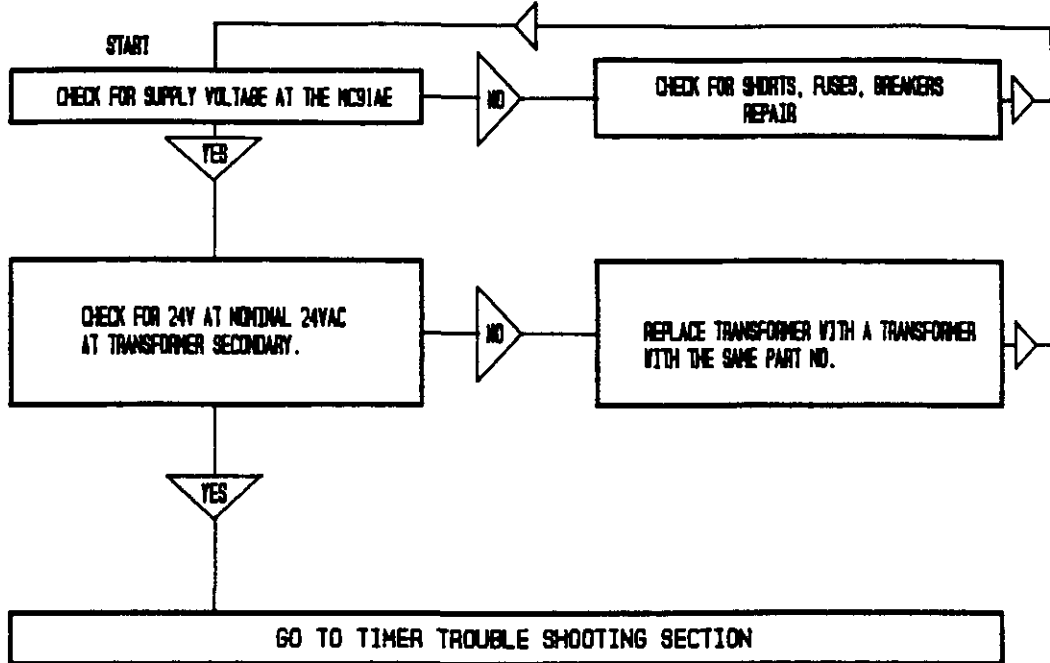 START
CHECK FOR SUPPLY VOLTAGE AT THE MC91AE
NO
CHECK FOR SHORTS, FUSES, BREAKERS
REPAIR
YES
CHECK FOR 24V AT NOMINAL 24VAC
AT TRANSFORMER SECONDARY.
NO
REPLACE TRANSFORMER WITH A TRANSFORMER
WITH THE SAME PART NO.
YES
GO TO TIMER TROUBLE SHOOTING SECTION